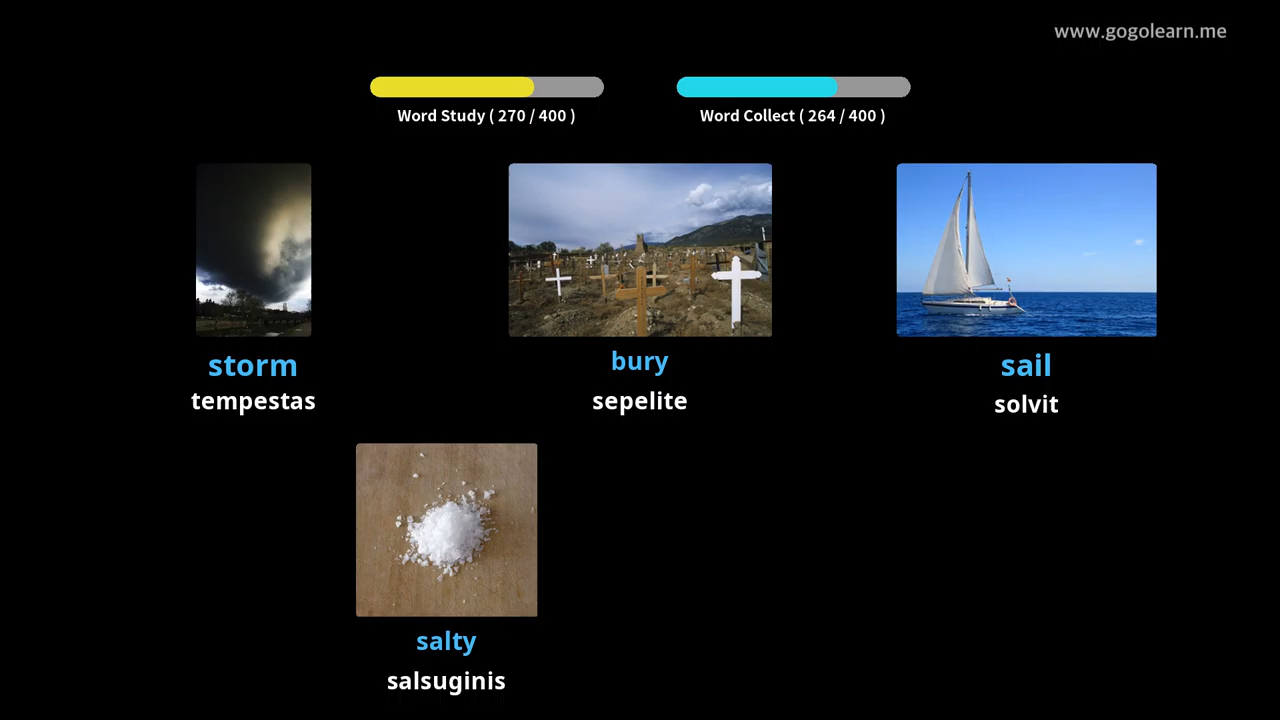 www.gogolearn.me
Word Study ( 270 / 400 )
Word Collect ( 264 / 400 )
storm
tempestas
bury
sepelite
sail
solvit
salty
salsuginis